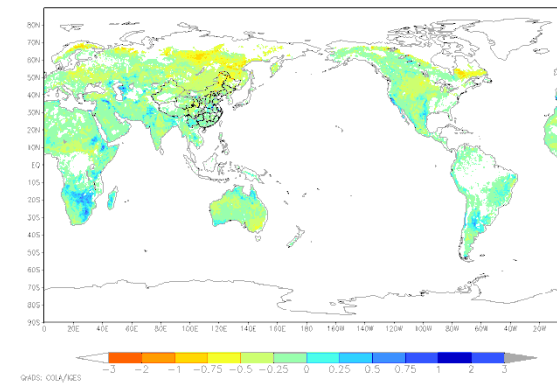 80N
70N
60N
50N
40N
30N
20N
10N
EQ
10S
20S
30S
40S
50S
60S
70S
80S
90S
0 20E 40E 60E 80E 100E 120E 140E 160E 180 160W 140W 120W 100W 80W 60W 40W 20W
-3 -2 -1 -0.75 -0.5 -0.25 0 0.25 0.5 0.75 1 2 3
GrADS: COLA/IGES